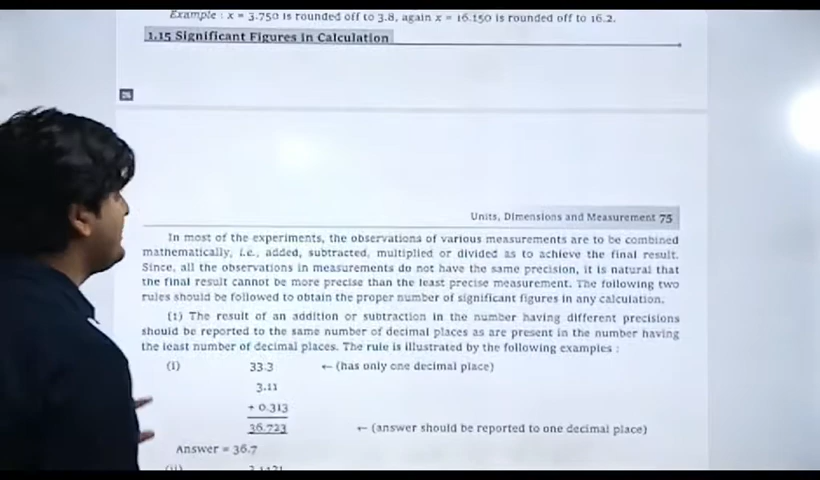 Example : x = 3.750 is rounded off to 3.8, again x = 16.150 is rounded off to 16.2.
1.15 Significant Figures in Calculation
Units, Dimensions and Measurement 75
In most of the experiments, the observations of various measurements are to be combined
mathematically, i.e., added, subtracted, multiplied or divided as to achieve the final result.
Since, all the observations in measurements do not have the same precision, it is natural that
the final result cannot be more precise than the least precise measurement. The following two
rules should be followed to obtain the proper number of significant figures in any calculation.
(1) The result of an addition or subtraction in the number having different precisions
should be reported to the same number of decimal places as are present in the number having
the least number of decimal places. The rule is illustrated by the following examples :
(i) 33.3 ← (has only one decimal place)
3.11
+ 0.313
36.723 ← (answer should be reported to one decimal place)
Answer = 36.7